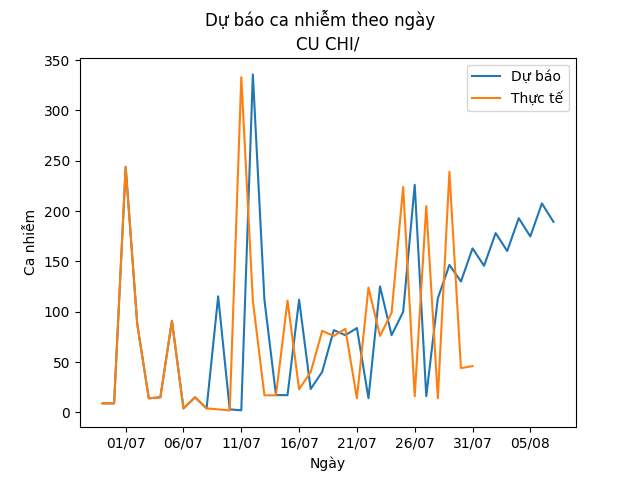 Dự báo ca nhiễm theo ngày
CU CHI/
350
300
250
200
150
100
50
0
Ca nhiễm
Dự báo
Thực tế
01/07 06/07 11/07 16/07 21/07 26/07 31/07 05/08
Ngày